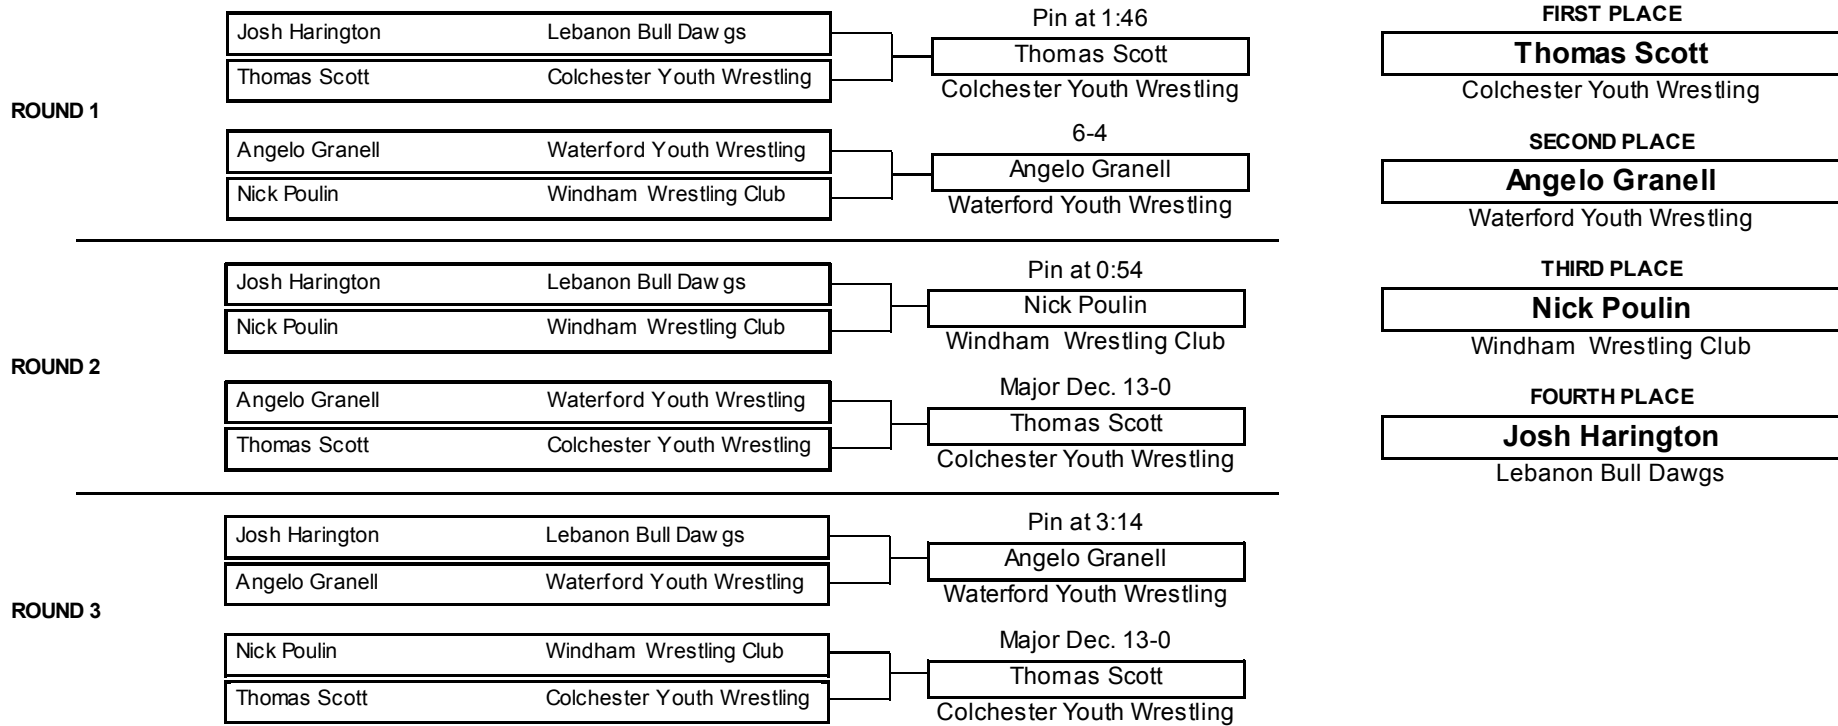 ROUND 1
Josh Harington Lebanon Bull Dawgs
Thomas Scott Colchester Youth Wrestling
Pin at 1:46
Thomas Scott
Colchester Youth Wrestling
Angelo Granell Waterford Youth Wrestling
Nick Poulin Windham Wrestling Club
6-4
Angelo Granell
Waterford Youth Wrestling
ROUND 2
Josh Harington Lebanon Bull Dawgs
Nick Poulin Windham Wrestling Club
Pin at 0:54
Nick Poulin
Windham Wrestling Club
Angelo Granell Waterford Youth Wrestling
Thomas Scott Colchester Youth Wrestling
Major Dec. 13-0
Thomas Scott
Colchester Youth Wrestling
ROUND 3
Josh Harington Lebanon Bull Dawgs
Angelo Granell Waterford Youth Wrestling
Pin at 3:14
Angelo Granell
Waterford Youth Wrestling
Nick Poulin Windham Wrestling Club
Thomas Scott Colchester Youth Wrestling
Major Dec. 13-0
Thomas Scott
Colchester Youth Wrestling
FIRST PLACE
Thomas Scott
Colchester Youth Wrestling
SECOND PLACE
Angelo Granell
Waterford Youth Wrestling
THIRD PLACE
Nick Poulin
Windham Wrestling Club
FOURTH PLACE
Josh Harington
Lebanon Bull Dawgs